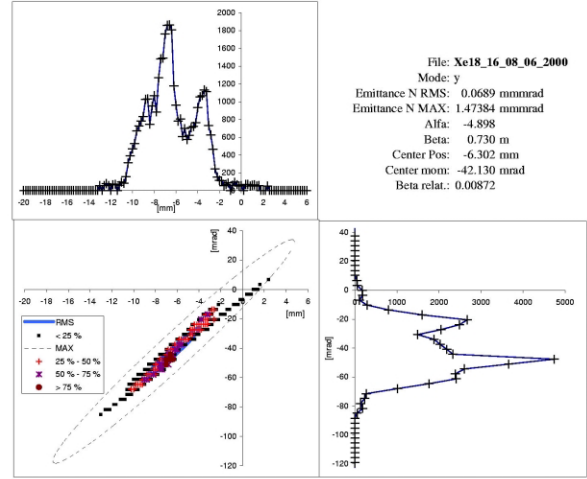 2000
1800
1600
1400
1200
1000
800
600
400
200
-20 -18 -16 -14 -12 -10 -8 -6 -4 -2 0 2 4 6
[mm]
File: Xe18_16_08_06_2000
Mode: y
Emittance N RMS: 0.0689 mmmrad
Emittance N MAX: 1.47384 mmmrad
Alfa: -4.898
Beta: 0.730 m
Center Pos: -6.302 mm
Center mom: -42.130 mrad
Beta relat.: 0.00872
[mrad]
40
20
0
-20 -18 -16 -14 -12 -10 -8 -6 -4 -2 2 4 6
[mm]
-20
-40
-60
-80
-100
-120
RMS
< 25 %
MAX
25 % - 50%
50% - 75%
> 75 %
40
20
0
0 1000 2000 3000 4000 5000
-20
-40
-60
-80
-100
-120
[mrad]